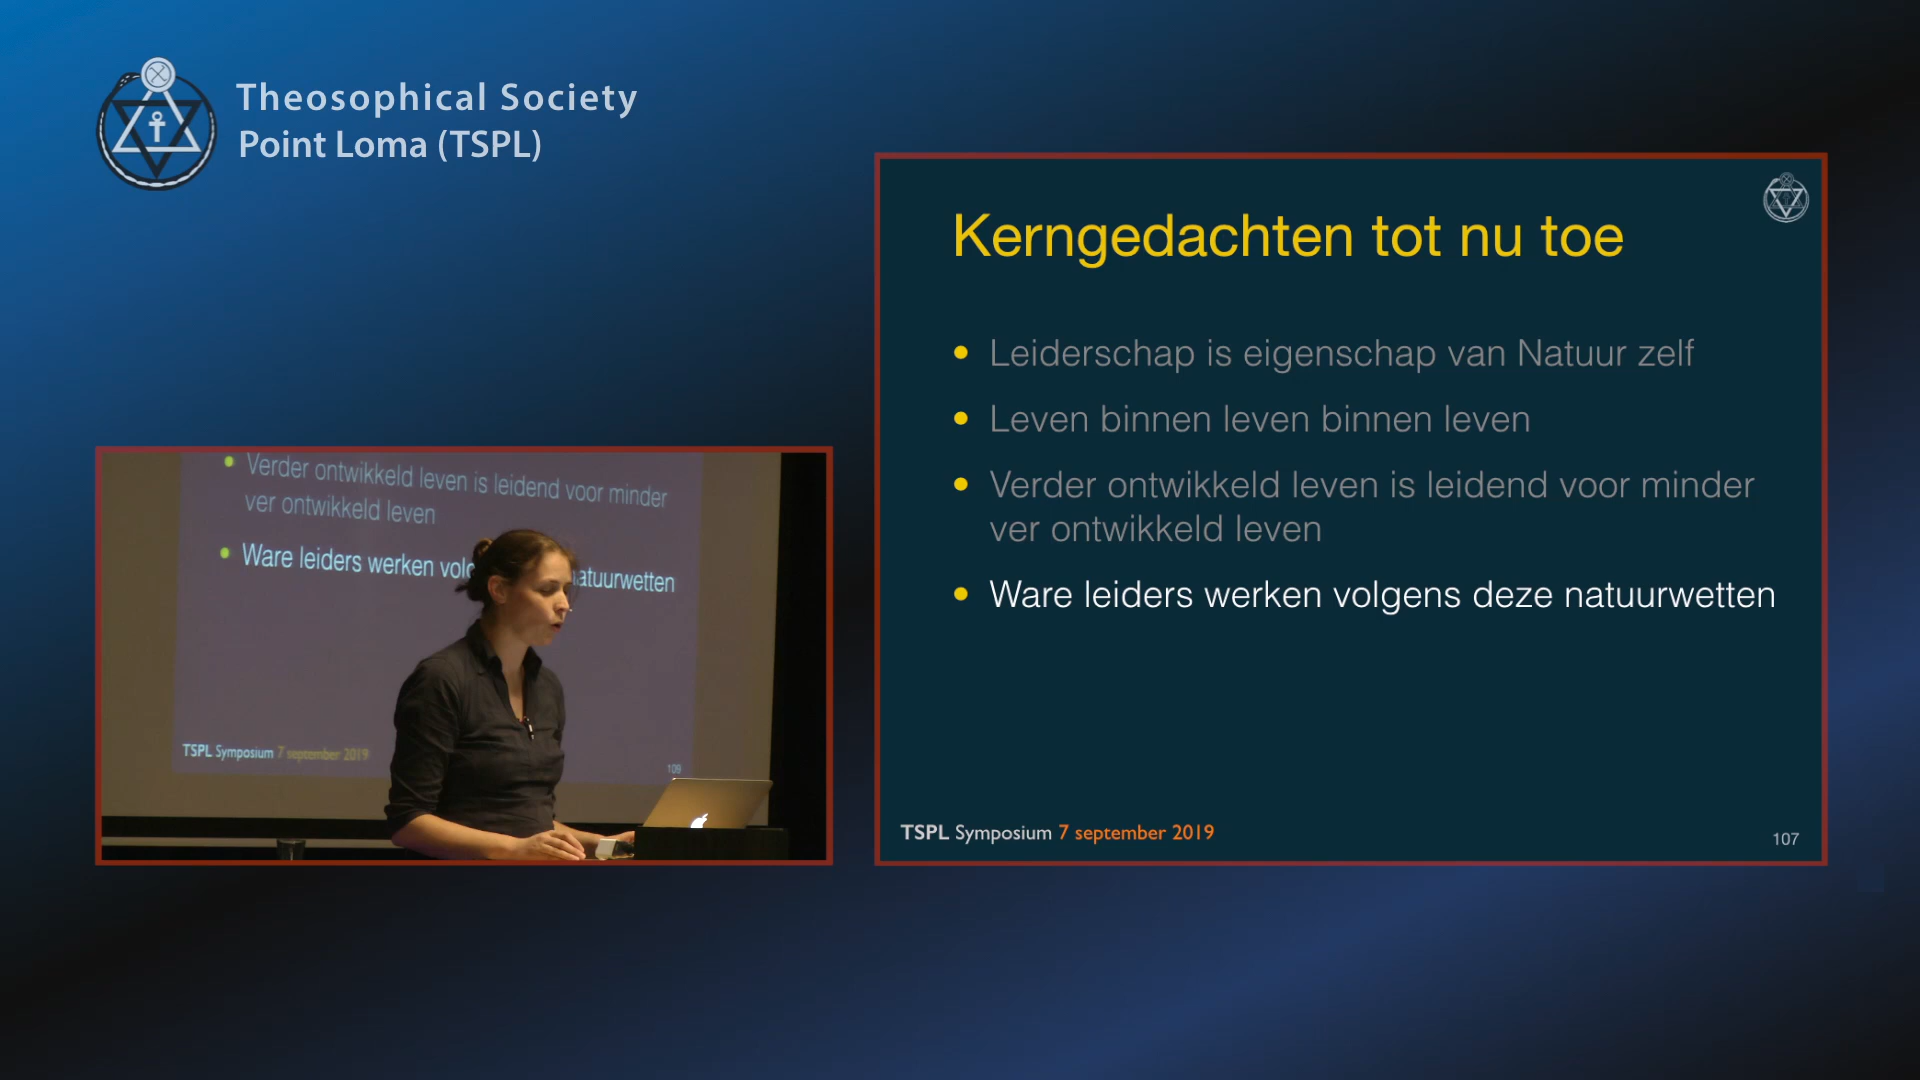 Theosophical Society
Point Loma (TSPL)
Kerngedachten tot nu toe
• Leiderschap is eigenschap van Natuur zelf
• Leven binnen leven binnen leven
• Verder ontwikkeld leven is leidend voor minder
ver ontwikkeld leven
• Ware leiders werken volgens deze natuurwetten
TSPL Symposium 7 september 2019
107
• Verder ontwikkeld leven is leidend voor minder
ver ontwikkeld leven
• Ware leiders werken volg atuurwetten
TSPL Symposium 7 september 2019
109